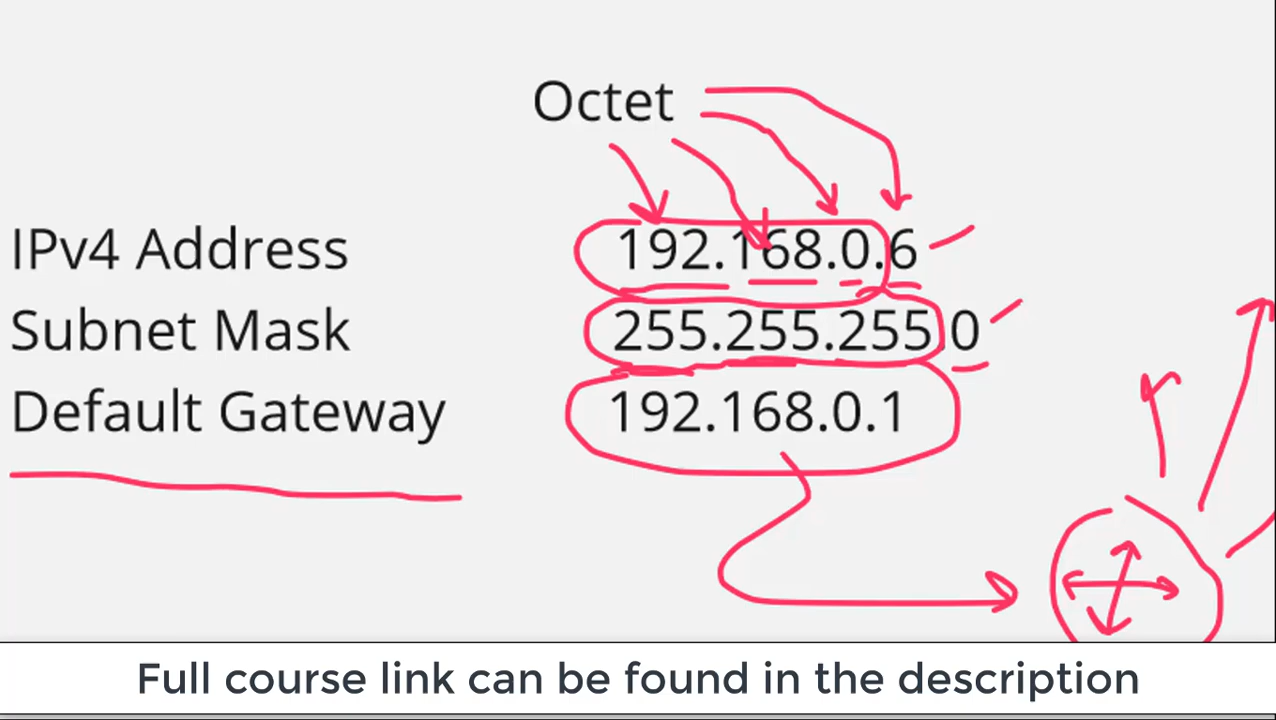 Octet
IPv4 Address 192.168.0.6
Subnet Mask 255.255.255.0
Default Gateway 192.168.0.1
r
Full course link can be found in the description